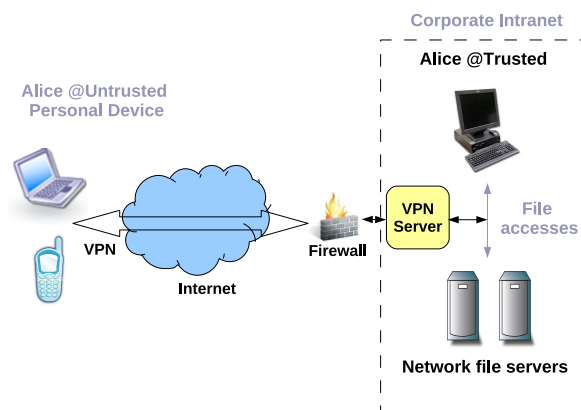 Corporate Intranet
Alice @Trusted
Alice @Untrusted
Personal Device
VPN
Internet
Firewall
VPN
Server
File
accesses
Network file servers